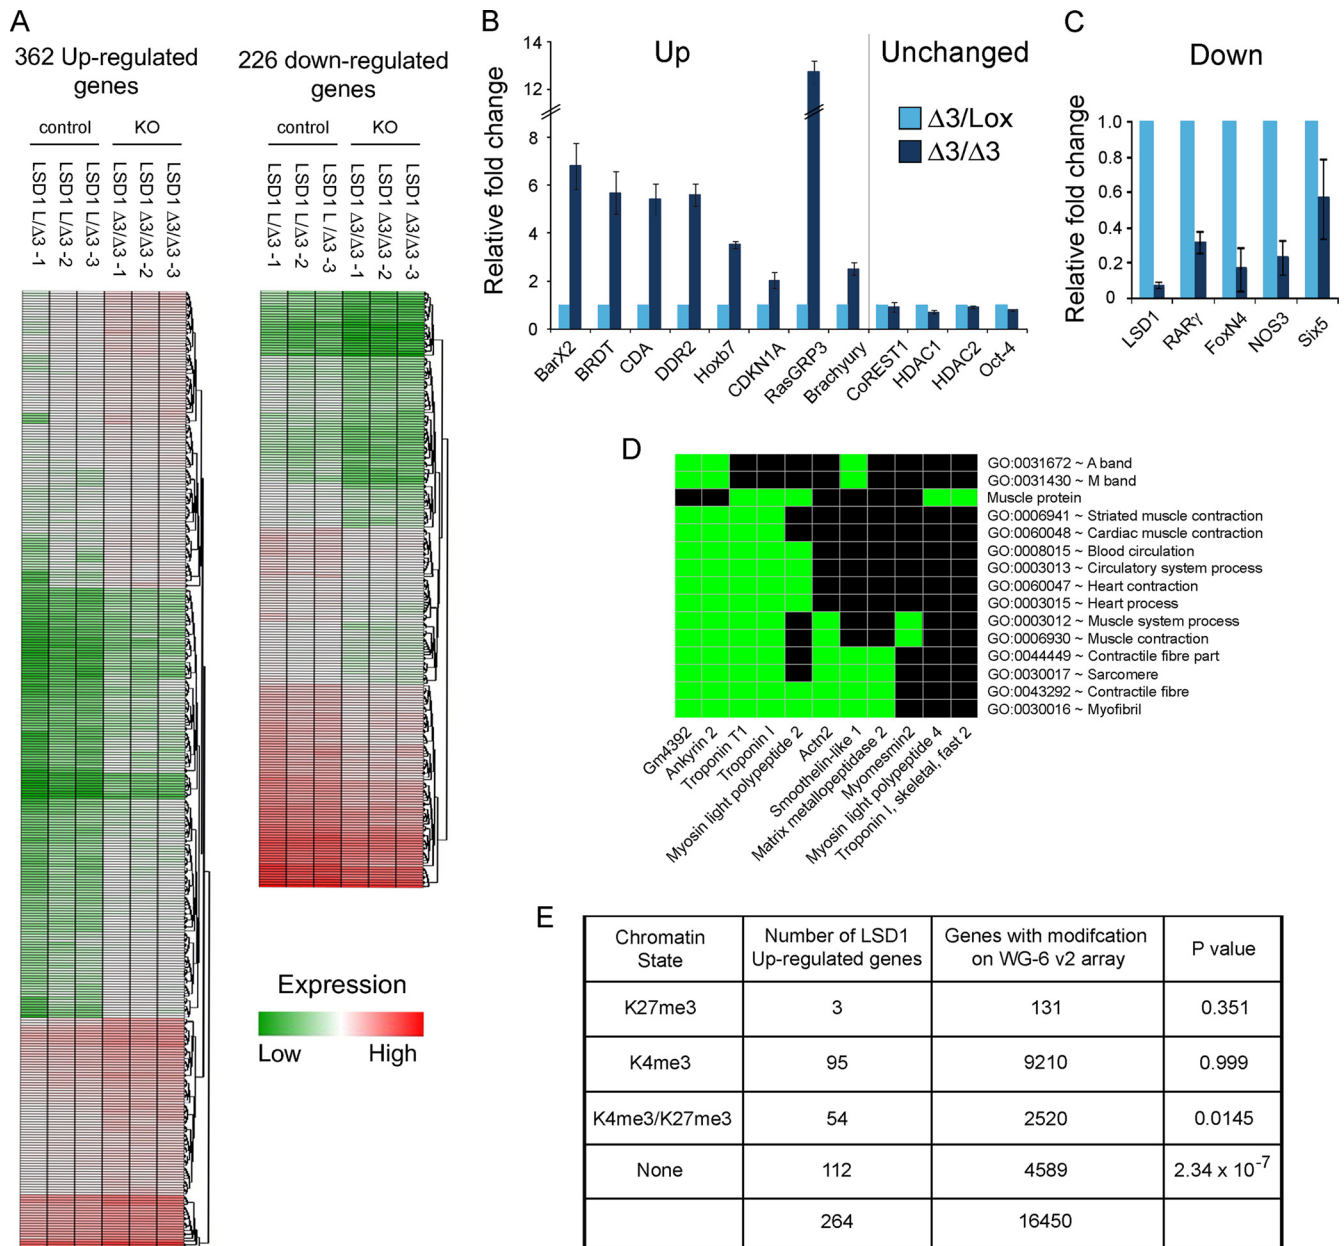 A
362 Up-regulated
genes
control
KO
LSD1 L/Δ3 -1
LSD1 L/Δ3 -2
LSD1 L/Δ3 -3
LSD1 Δ3/Δ3 -1
LSD1 Δ3/Δ3 -2
LSD1 Δ3/Δ3 -3
226 down-regulated
genes
control
KO
LSD1 L/Δ3 -1
LSD1 L/Δ3 -2
LSD1 L /Δ3 -3
LSD1 Δ3/Δ3 -1
LSD1 Δ3/Δ3 -2
LSD1 Δ3/Δ3 -3
Expression
Low
High
B
Up
Unchanged
Relative fold change
14
12
8
6
4
2
0
Δ3/Lox
Δ3/Δ3
BarX2
BRDT
CDA
DDR2
Hoxb7
CDKN1A
RasGRP3
Brachyury
CoREST1
HDAC1
HDAC2
Oct-4
C
Down
Relative fold change
1.0
0.8
0.6
0.4
0.2
0
LSD1
RARγ
FoxN4
NOS3
Six5
D
GO:0031672 ~ A band
GO:0031430 ~ M band
Muscle protein
GO:0006941 ~ Striated muscle contraction
GO:0060048 ~ Cardiac muscle contraction
GO:0008015 ~ Blood circulation
GO:0003013 ~ Circulatory system process
GO:0060047 ~ Heart contraction
GO:0003015 ~ Heart process
GO:0003012 ~ Muscle system process
GO:0006930 ~ Muscle contraction
GO:0044449 ~ Contractile fibre part
GO:0030017 ~ Sarcomere
GO:0043292 ~ Contractile fibre
GO:0030016 ~ Myofibril
Gm4392
Ankyrin 2
Troponin T1
Troponin I
Myosin light polypeptide 2
Actn2
Smoothelin-like 1
Matrix metallopeptidase 2
Myomesin2
Myosin light polypeptide 4
Troponin I, skeletal, fast 2
E
Chromatin
State
Number of LSD1
Up-regulated genes
Genes with modifcation
on WG-6 v2 array
P value
K27me3
3
131
0.351
K4me3
95
9210
0.999
K4me3/K27me3
54
2520
0.0145
None
112
4589
2.34 x 10-7
264
16450